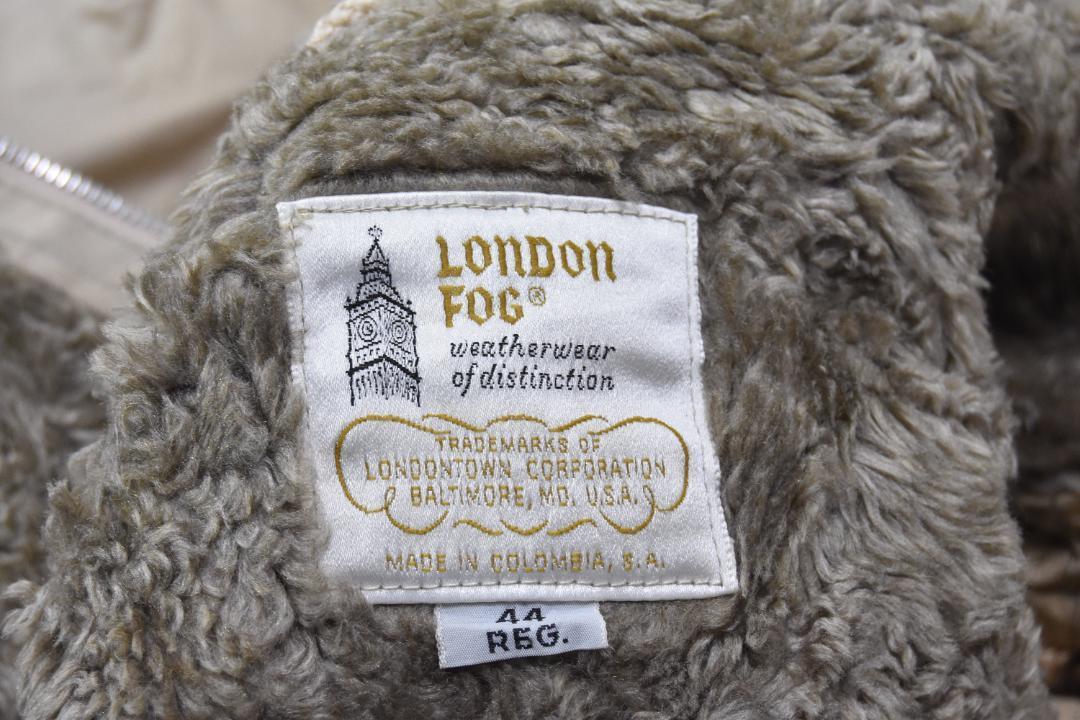 LONDON
FOG®
weatherwear
of distinction
TRADEMARKS OF
LONDONTOWN CORPORATION
BALTIMORE, MD. U.S.A.
MADE IN COLOMBIA, S.A.
44
REG.